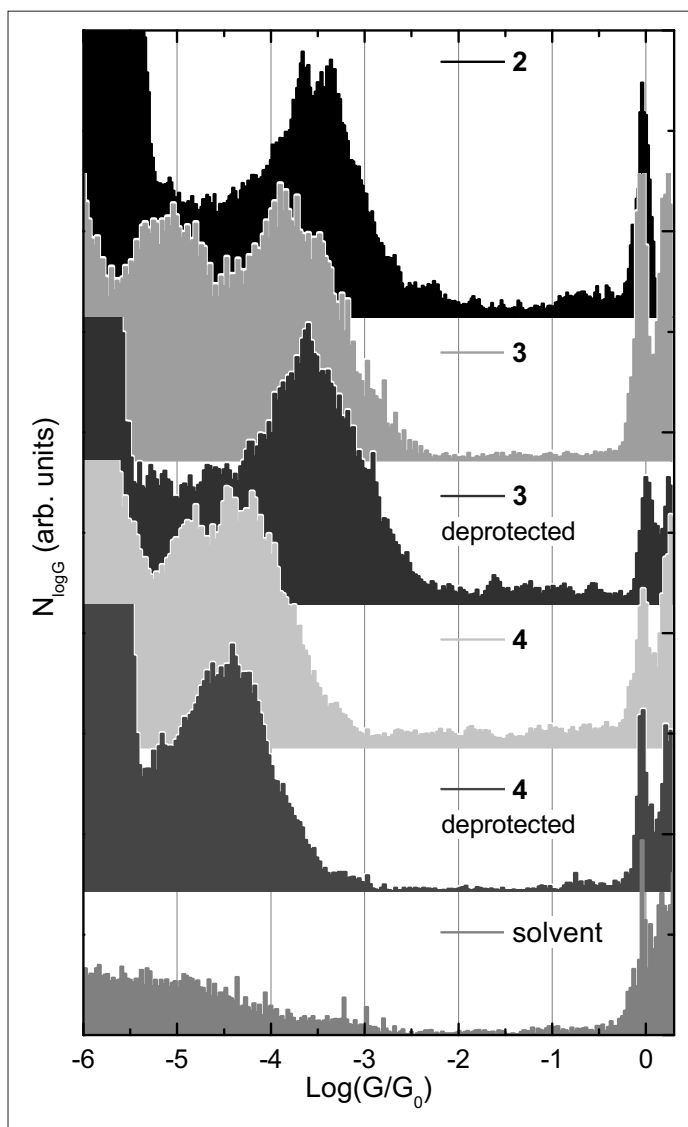 2
3
3
deprotected
4
4
deprotected
solvent
N_logG (arb. units)
-6 -5 -4 -3 -2 -1 0
Log(G/G_0)